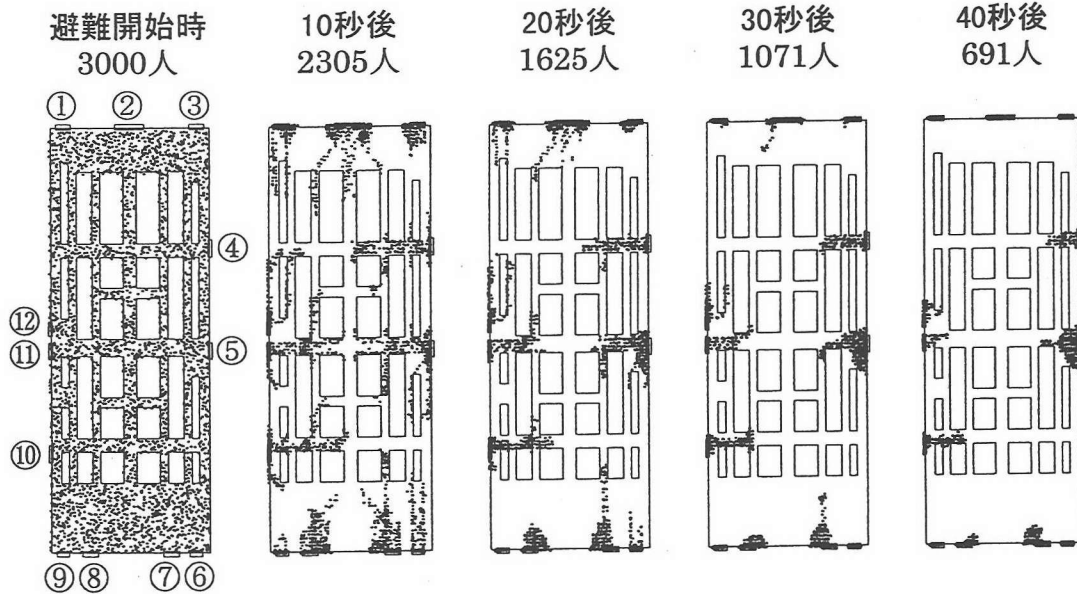 避難開始時
3000人
10秒後
2305人
20秒後
1625人
30秒後
1071人
40秒後
691人
① ② ③
④
⑫
⑪
⑤
⑩
⑨ ⑧ ⑦ ⑥